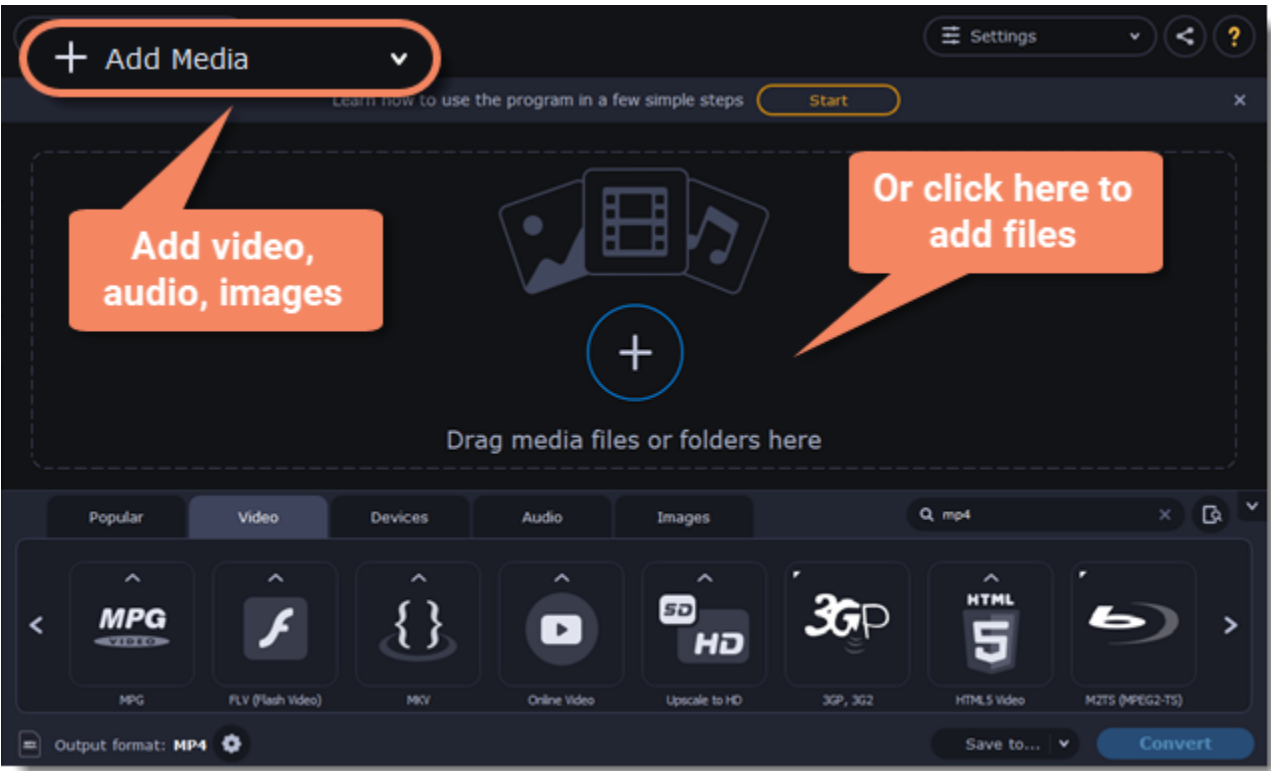 Add Media
Settings
?
Learn how to use the program in a few simple steps
Start
Add video,
audio, images
Or click here to
add files
Drag media files or folders here
Popular
Video
Devices
Audio
Images
mp4
MPG
VIDEO
SD
HD
3GP
HTML
5
MPG
FLV (Flash Video)
MKV
Online Video
Upscale to HD
3GP, 3G2
HTML5 Video
M2TS (MPEG2-TS)
Output format: MP4
Save to...
Convert